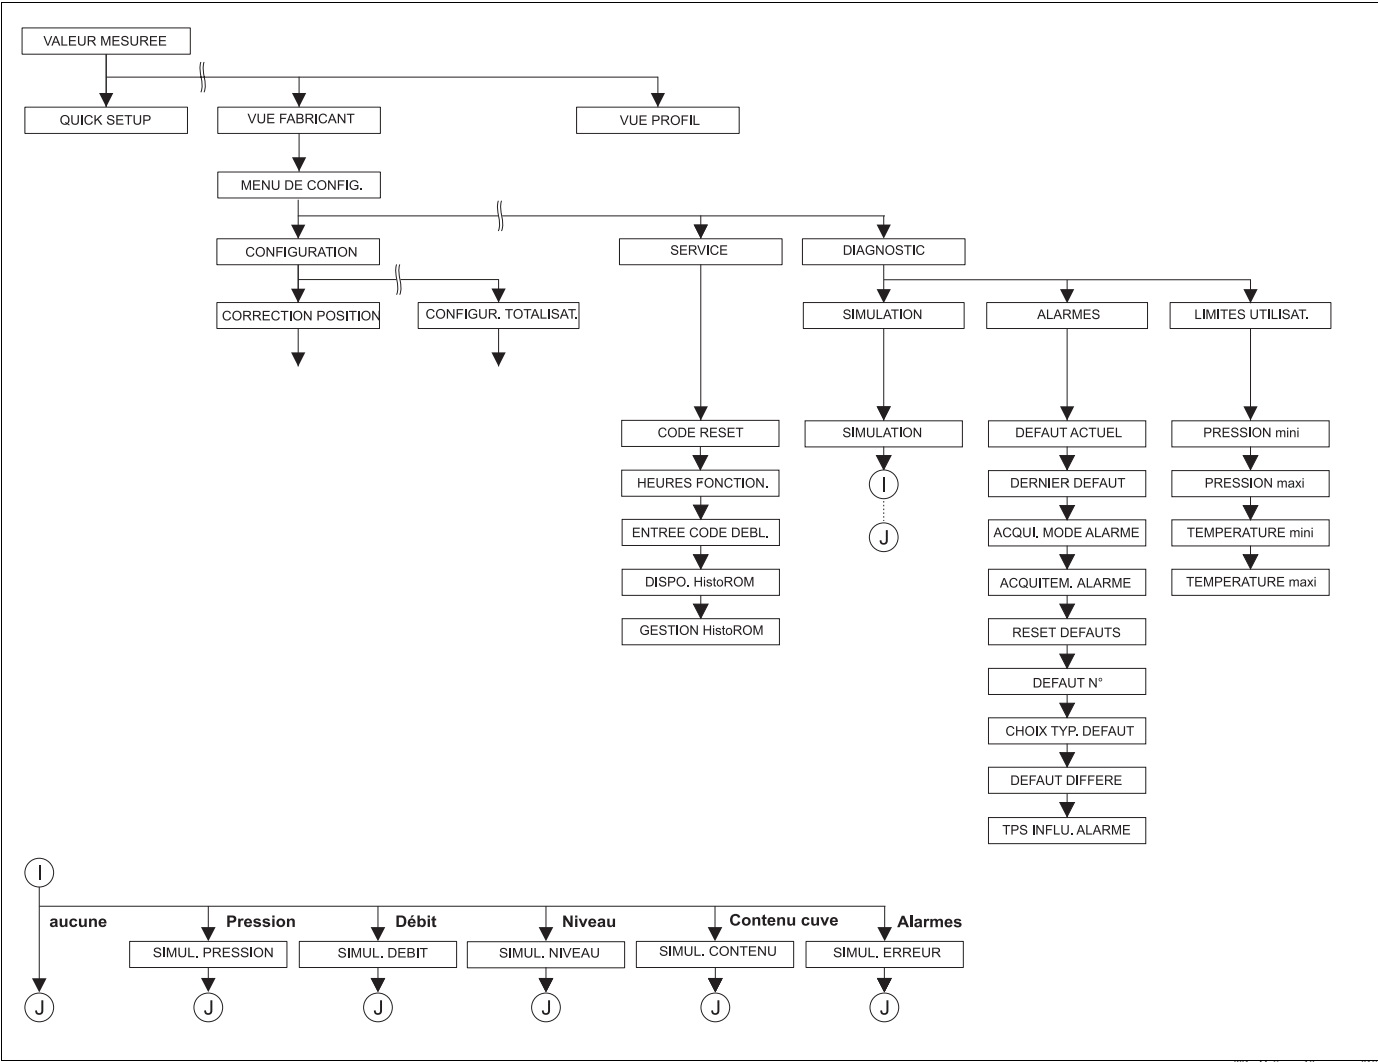 VALEUR MESUREE
QUICK SETUP
VUE FABRICANT
VUE PROFIL
MENU DE CONFIG.
CONFIGURATION
SERVICE
DIAGNOSTIC
CORRECTION POSITION
CONFIGUR. TOTALISAT.
SIMULATION
ALARMES
LIMITES UTILISAT.
CODE RESET
SIMULATION
DEFAUT ACTUEL
PRESSION mini
HEURES FONCTION.
I
DERNIER DEFAUT
PRESSION maxi
ENTREE CODE DEBL.
J
ACQUI. MODE ALARME
TEMPERATURE mini
DISPO. HistoROM
ACQUITEM. ALARME
TEMPERATURE maxi
GESTION HistoROM
RESET DEFAUTS
DEFAUT N°
CHOIX TYP. DEFAUT
DEFAUT DIFFERE
TPS INFLU. ALARME
I
aucune
Pression
Débit
Niveau
Contenu cuve
Alarmes
SIMUL. PRESSION
SIMUL. DEBIT
SIMUL. NIVEAU
SIMUL. CONTENU
SIMUL. ERREUR
J
J
J
J
J
J